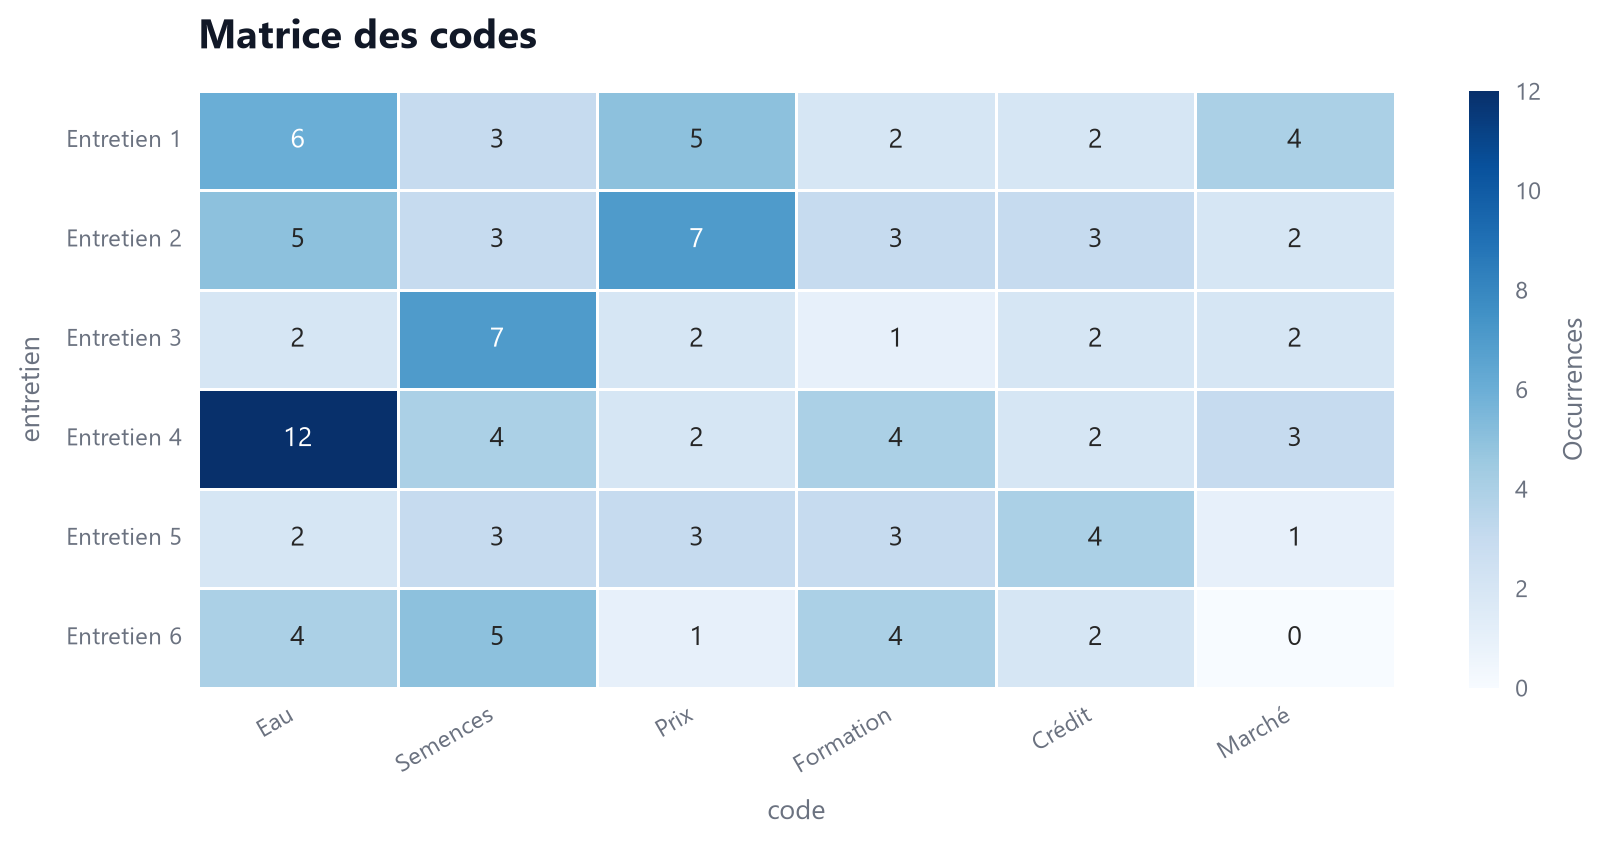 Matrice des codes
Entretien 1 6 3 5 2 2 4
Entretien 2 5 3 7 3 3 2
Entretien 3 2 7 2 1 2 2
Entretien 4 12 4 2 4 2 3
Entretien 5 2 3 3 3 4 1
Entretien 6 4 5 1 4 2 0
entretien
Eau Semences Prix Formation Crédit Marché
code
12
10
8
6
4
2
0
Occurrences